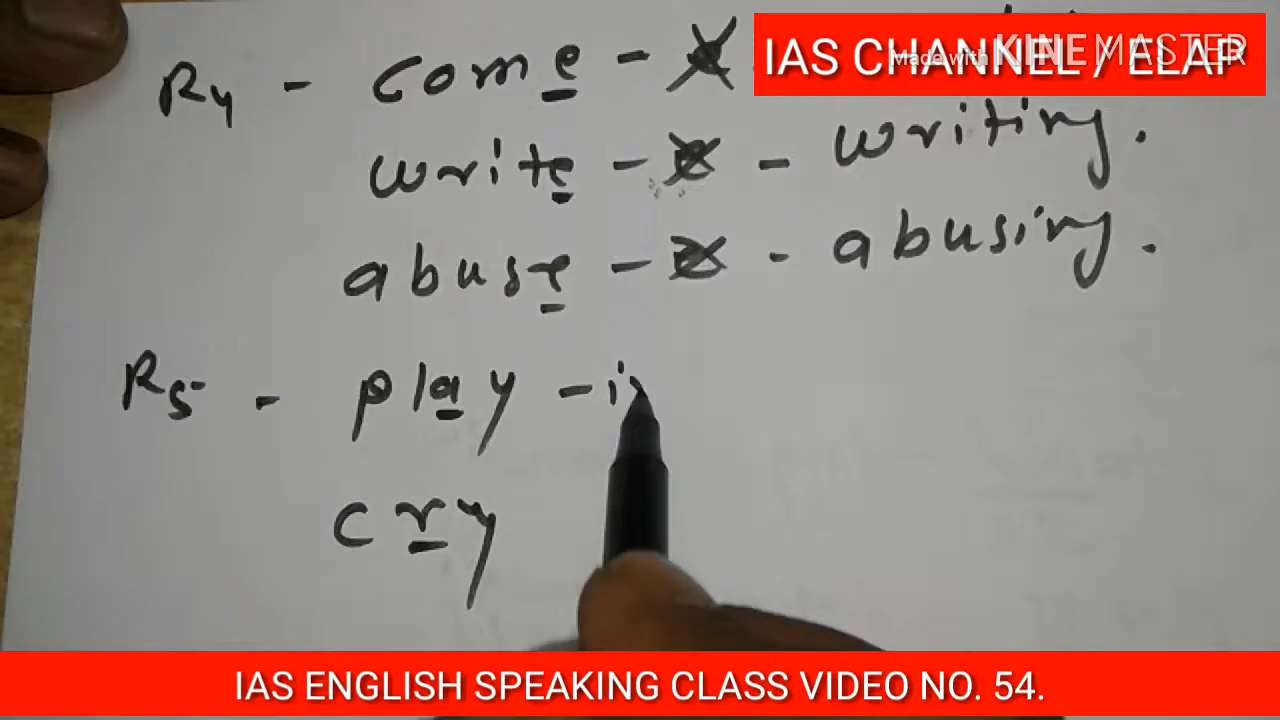 IAS CHANNEL / ELAP
Made with KINEMASTER
R4 - come - e
write - e - writing.
abuse - e - abusing.
R5 - play - i
cry
IAS ENGLISH SPEAKING CLASS VIDEO NO. 54.